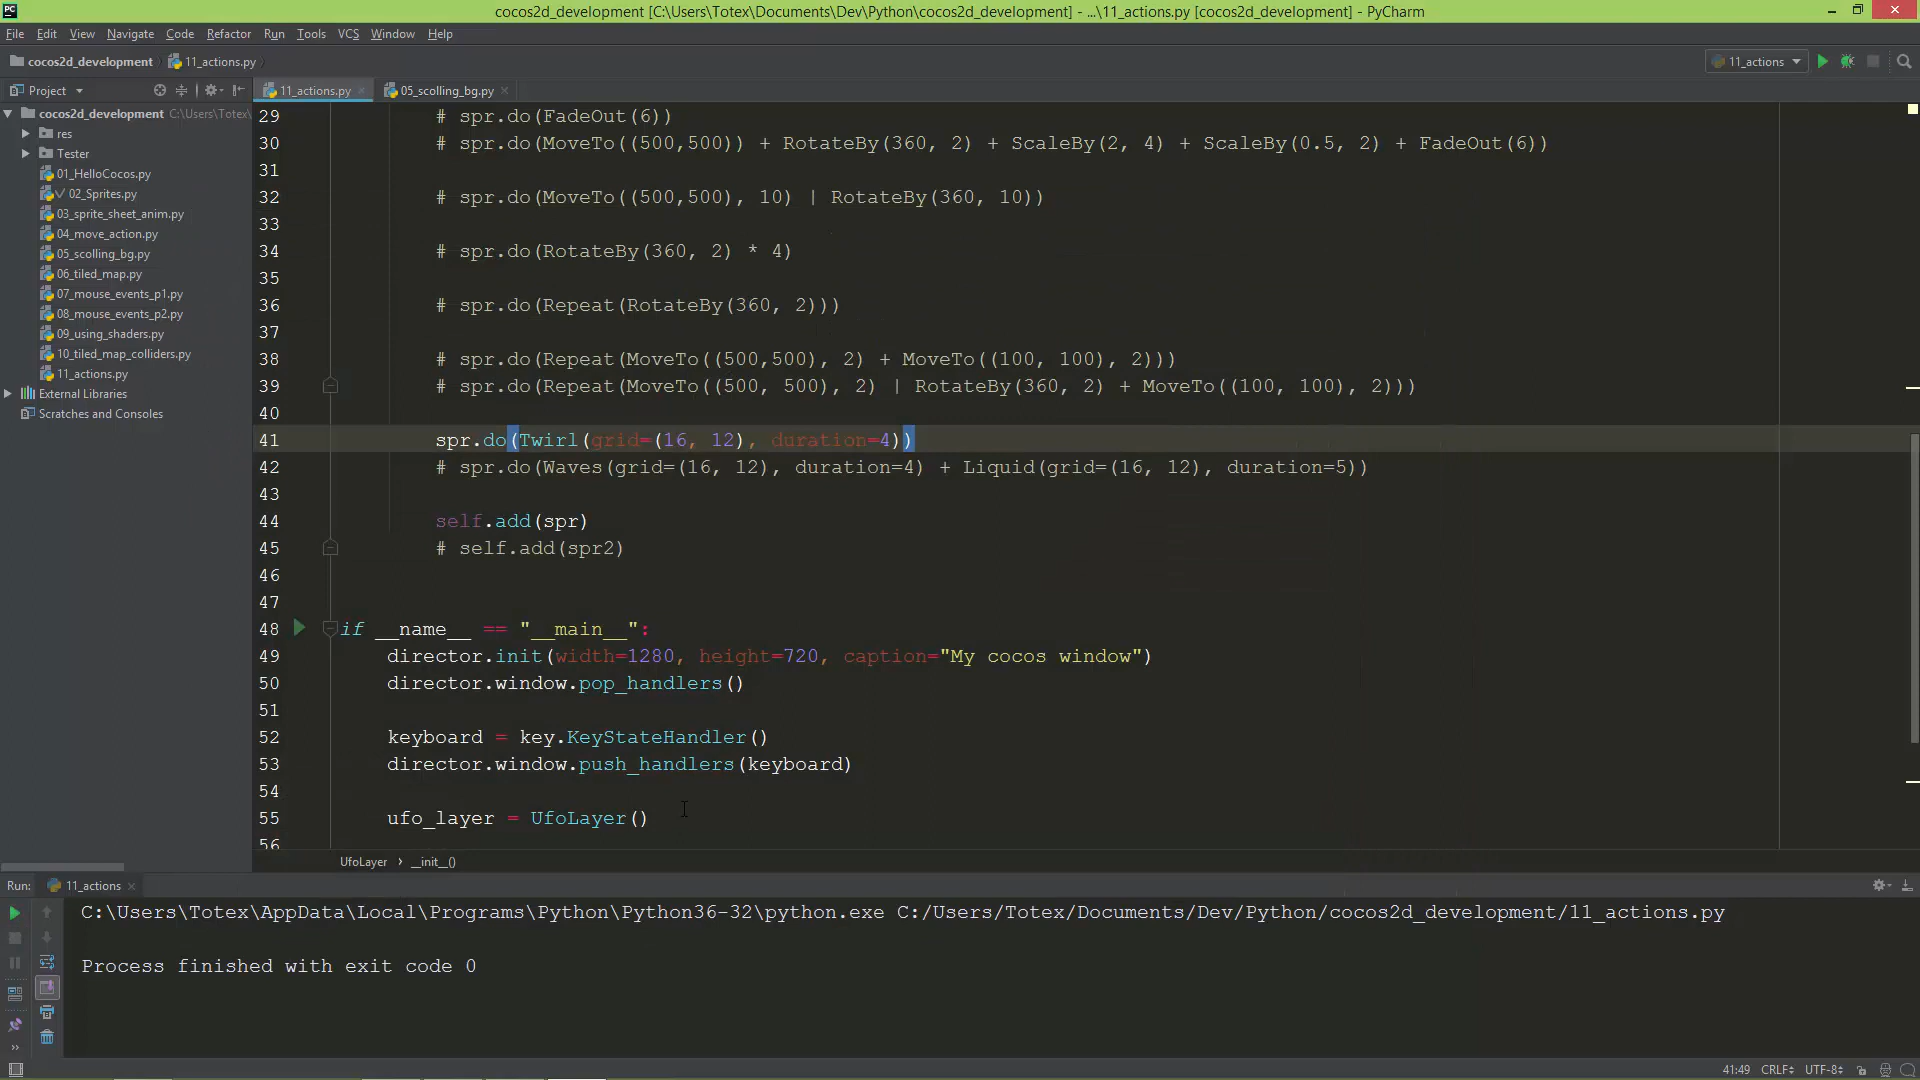 cocos2d_development [C:\Users\Totex\Documents\Dev\Python\cocos2d_development] - ...\11_actions.py [cocos2d_development] - PyCharm
File Edit View Navigate Code Refactor Run Tools VCS Window Help
cocos2d_development 11_actions.py
11_actions
Project
11_actions.py 05_scolling_bg.py
cocos2d_development C:\Users\Totex\
res
Tester
01_HelloCocos.py
02_Sprites.py
03_sprite_sheet_anim.py
04_move_action.py
05_scolling_bg.py
06_tiled_map.py
07_mouse_events_p1.py
08_mouse_events_p2.py
09_using_shaders.py
10_tiled_map_colliders.py
11_actions.py
External Libraries
Scratches and Consoles
29 # spr.do(FadeOut(6))
30 # spr.do(MoveTo((500,500)) + RotateBy(360, 2) + ScaleBy(2, 4) + ScaleBy(0.5, 2) + FadeOut(6))
31
32 # spr.do(MoveTo((500,500), 10) | RotateBy(360, 10))
33
34 # spr.do(RotateBy(360, 2) * 4)
35
36 # spr.do(Repeat(RotateBy(360, 2)))
37
38 # spr.do(Repeat(MoveTo((500,500), 2) + MoveTo((100, 100), 2)))
39 # spr.do(Repeat(MoveTo((500, 500), 2) | RotateBy(360, 2) + MoveTo((100, 100), 2)))
40
41 spr.do(Twirl(grid=(16, 12), duration=4))
42 # spr.do(Waves(grid=(16, 12), duration=4) + Liquid(grid=(16, 12), duration=5))
43
44 self.add(spr)
45 # self.add(spr2)
46
47
48 if __name__ == "__main__":
49 director.init(width=1280, height=720, caption="My cocos window")
50 director.window.pop_handlers()
51
52 keyboard = key.KeyStateHandler()
53 director.window.push_handlers(keyboard)
54
55 ufo_layer = UfoLayer()
56
UfoLayer __init__()
Run: 11_actions
C:\Users\Totex\AppData\Local\Programs\Python\Python36-32\python.exe C:/Users/Totex/Documents/Dev/Python/cocos2d_development/11_actions.py
Process finished with exit code 0
41:49 CRLF UTF-8